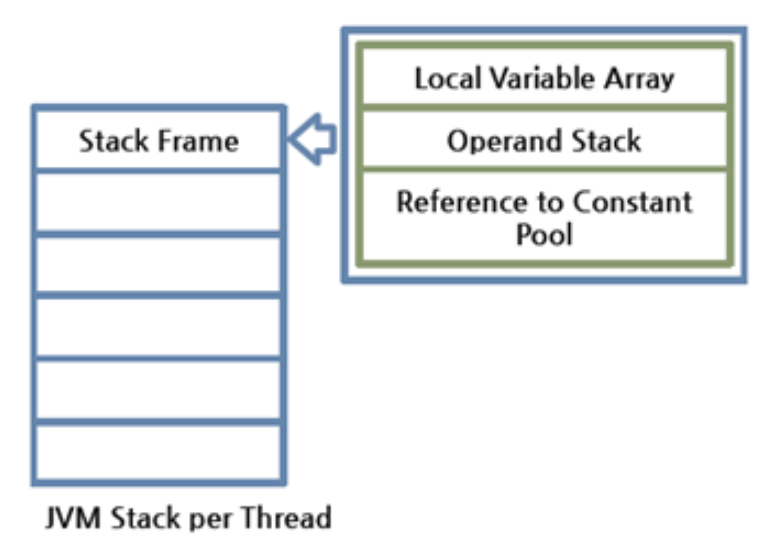 Local Variable Array
Stack Frame
Operand Stack
Reference to Constant
Pool
JVM Stack per Thread